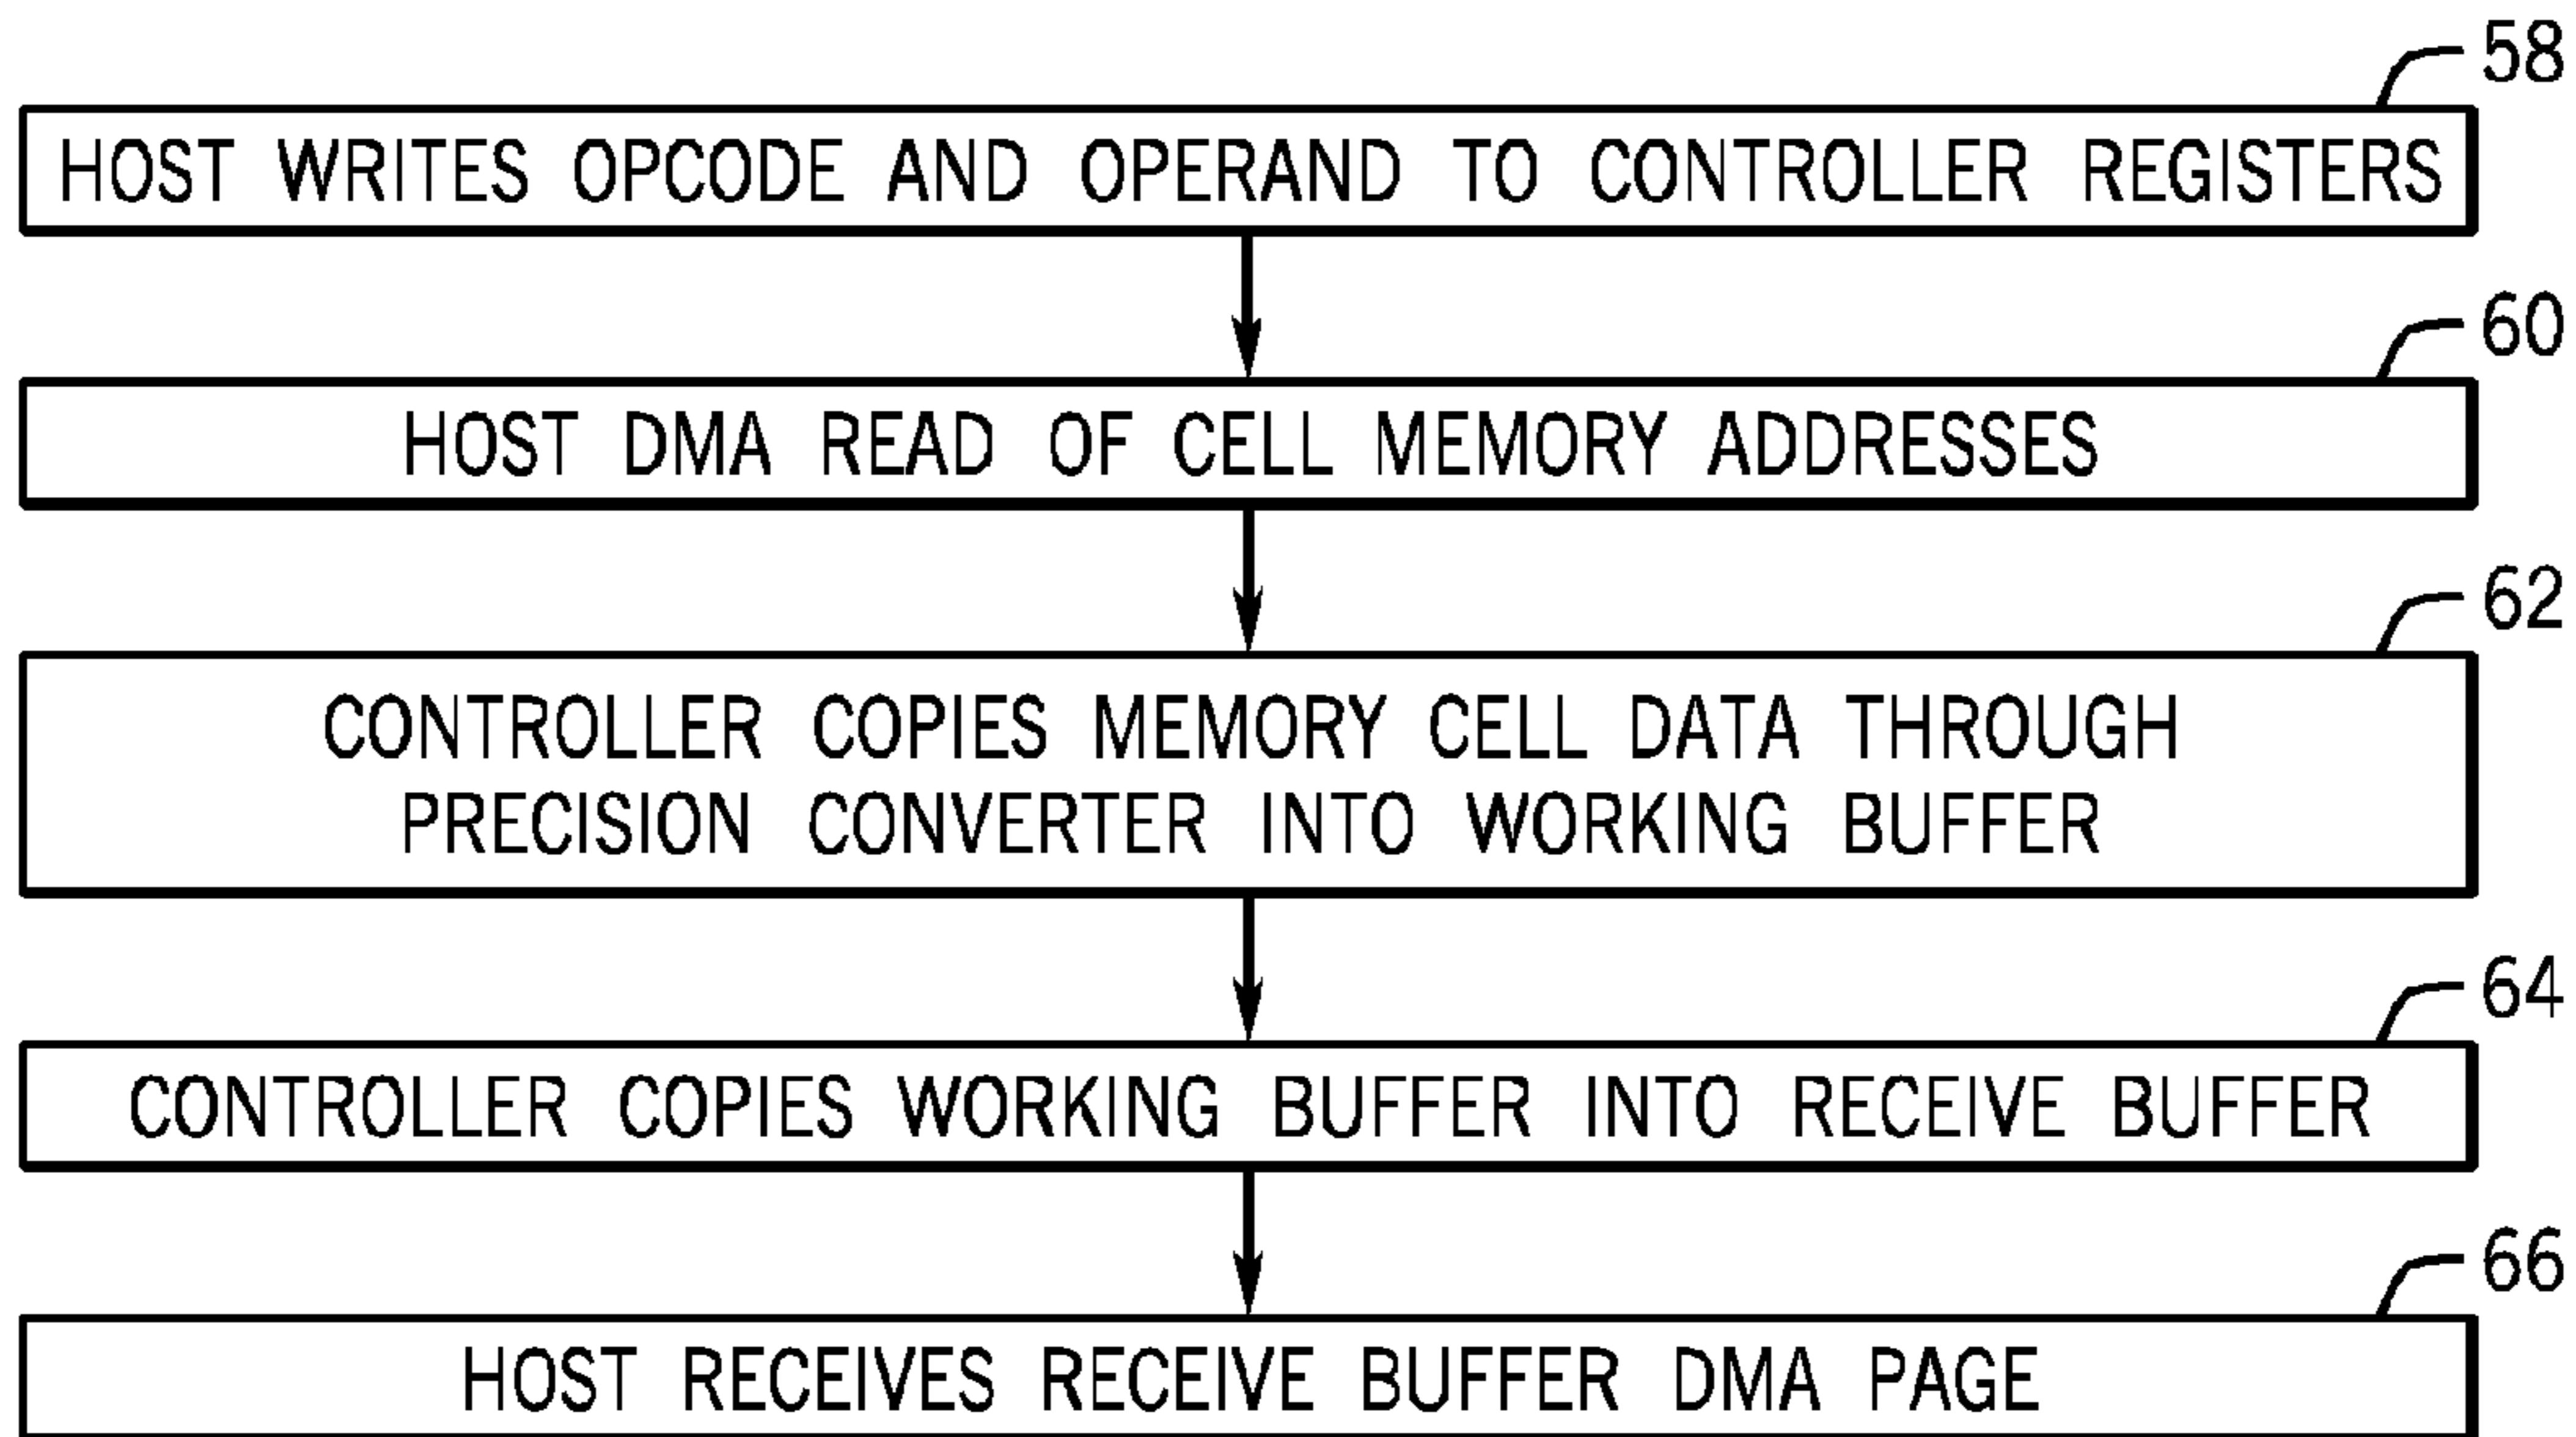 58
HOST WRITES OPCODE AND OPERAND TO CONTROLLER REGISTERS
60
HOST DMA READ OF CELL MEMORY ADDRESSES
62
CONTROLLER COPIES MEMORY CELL DATA THROUGH
PRECISION CONVERTER INTO WORKING BUFFER
64
CONTROLLER COPIES WORKING BUFFER INTO RECEIVE BUFFER
66
HOST RECEIVES RECEIVE BUFFER DMA PAGE